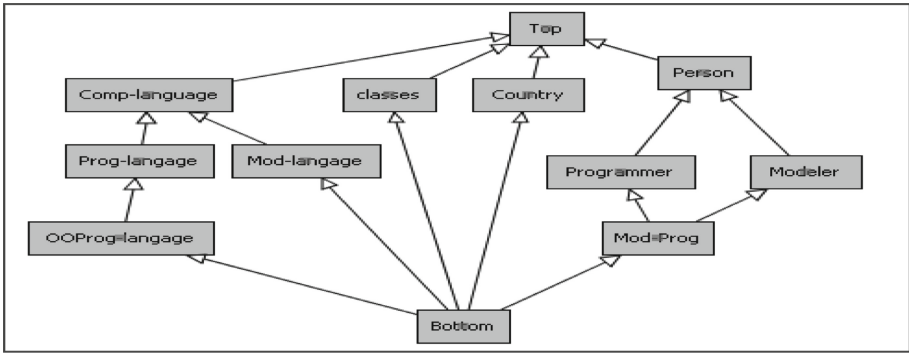 Top
Person
Comp-language
classes
Country
Prog-langage
Mod-langage
Programmer
Modeler
OOProg-langage
Mod-Prog
Bottom